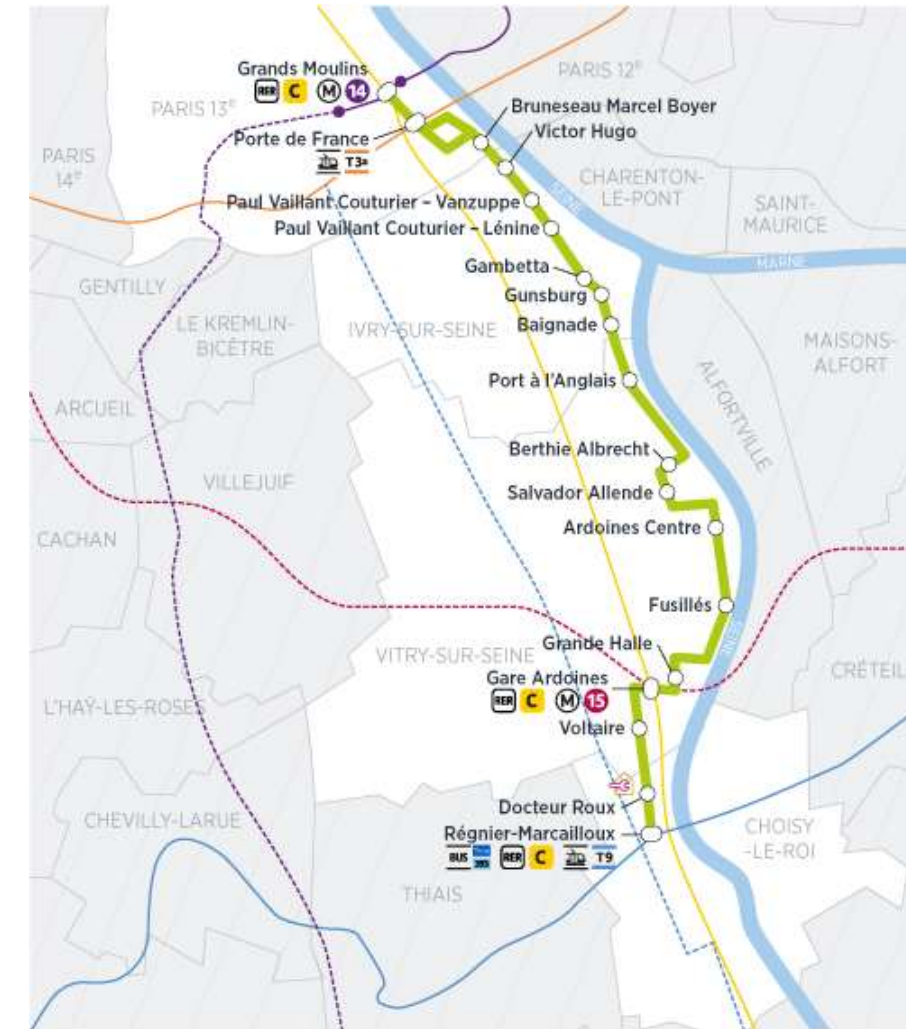 Grands Moulins
RER C M 14
PARIS 12E
PARIS 13E
Bruneseau Marcel Boyer
Porte de France
Victor Hugo
T3a
PARIS
14E
CHARENTON-
LE-PONT
SEINE
Paul Vaillant Couturier – Vanzuppe
SAINT-
MAURICE
Paul Vaillant Couturier – Lénine
MARNE
Gambetta
GENTILLY
Gunsburg
LE KREMLIN-
BICÊTRE
IVRY-SUR-SEINE
Baignade
MAISONS-
ALFORT
Port à l'Anglais
ALFORTVILLE
ARCUEIL
Berthie Albrecht
VILLEJUIF
Salvador Allende
Ardoines Centre
CACHAN
Fusillés
SEINE
Grande Halle
VITRY-SUR-SEINE
CRÉTEIL
Gare Ardoines
RER C M 15
L'HAŸ-LES-ROSES
Voltaire
Docteur Roux
CHEVILLY-LARUE
Régnier-Marcailloux
CHOISY
-LE-ROI
BUS 393 RER C T9
THIAIS